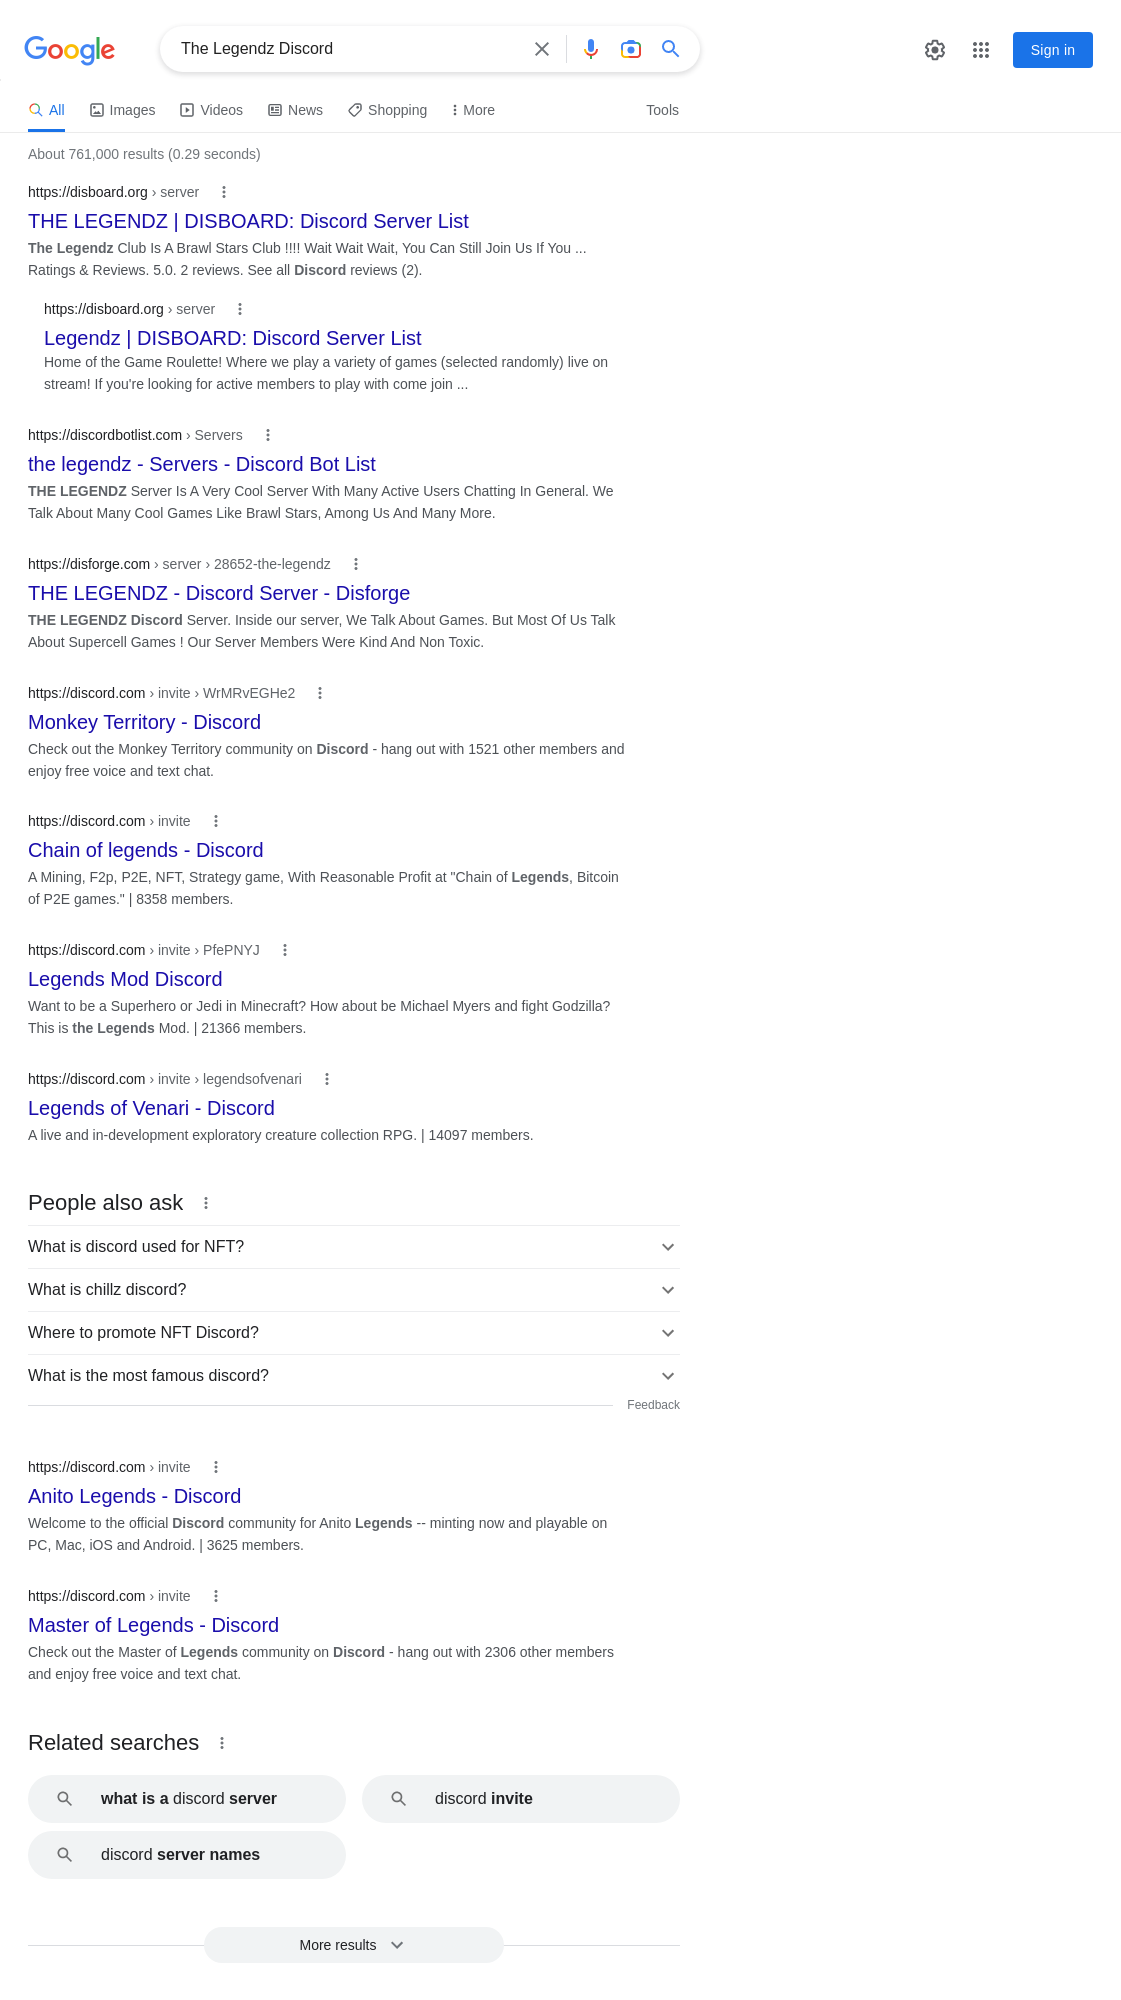 Google
The Legendz Discord
Sign in
All Images Videos News Shopping More Tools
About 761,000 results (0.29 seconds)
https://disboard.org › server
THE LEGENDZ | DISBOARD: Discord Server List
The Legendz Club Is A Brawl Stars Club !!!! Wait Wait Wait, You Can Still Join Us If You ...
Ratings & Reviews. 5.0. 2 reviews. See all Discord reviews (2).
https://disboard.org › server
Legendz | DISBOARD: Discord Server List
Home of the Game Roulette! Where we play a variety of games (selected randomly) live on
stream! If you're looking for active members to play with come join ...
https://discordbotlist.com › Servers
the legendz - Servers - Discord Bot List
THE LEGENDZ Server Is A Very Cool Server With Many Active Users Chatting In General. We
Talk About Many Cool Games Like Brawl Stars, Among Us And Many More.
https://disforge.com › server › 28652-the-legendz
THE LEGENDZ - Discord Server - Disforge
THE LEGENDZ Discord Server. Inside our server, We Talk About Games. But Most Of Us Talk
About Supercell Games ! Our Server Members Were Kind And Non Toxic.
https://discord.com › invite › WrMRvEGHe2
Monkey Territory - Discord
Check out the Monkey Territory community on Discord - hang out with 1521 other members and
enjoy free voice and text chat.
https://discord.com › invite
Chain of legends - Discord
A Mining, F2p, P2E, NFT, Strategy game, With Reasonable Profit at "Chain of Legends, Bitcoin
of P2E games." | 8358 members.
https://discord.com › invite › PfePNYJ
Legends Mod Discord
Want to be a Superhero or Jedi in Minecraft? How about be Michael Myers and fight Godzilla?
This is the Legends Mod. | 21366 members.
https://discord.com › invite › legendsofvenari
Legends of Venari - Discord
A live and in-development exploratory creature collection RPG. | 14097 members.
People also ask
What is discord used for NFT?
What is chillz discord?
Where to promote NFT Discord?
What is the most famous discord?
Feedback
https://discord.com › invite
Anito Legends - Discord
Welcome to the official Discord community for Anito Legends -- minting now and playable on
PC, Mac, iOS and Android. | 3625 members.
https://discord.com › invite
Master of Legends - Discord
Check out the Master of Legends community on Discord - hang out with 2306 other members
and enjoy free voice and text chat.
Related searches
what is a discord server
discord invite
discord server names
More results